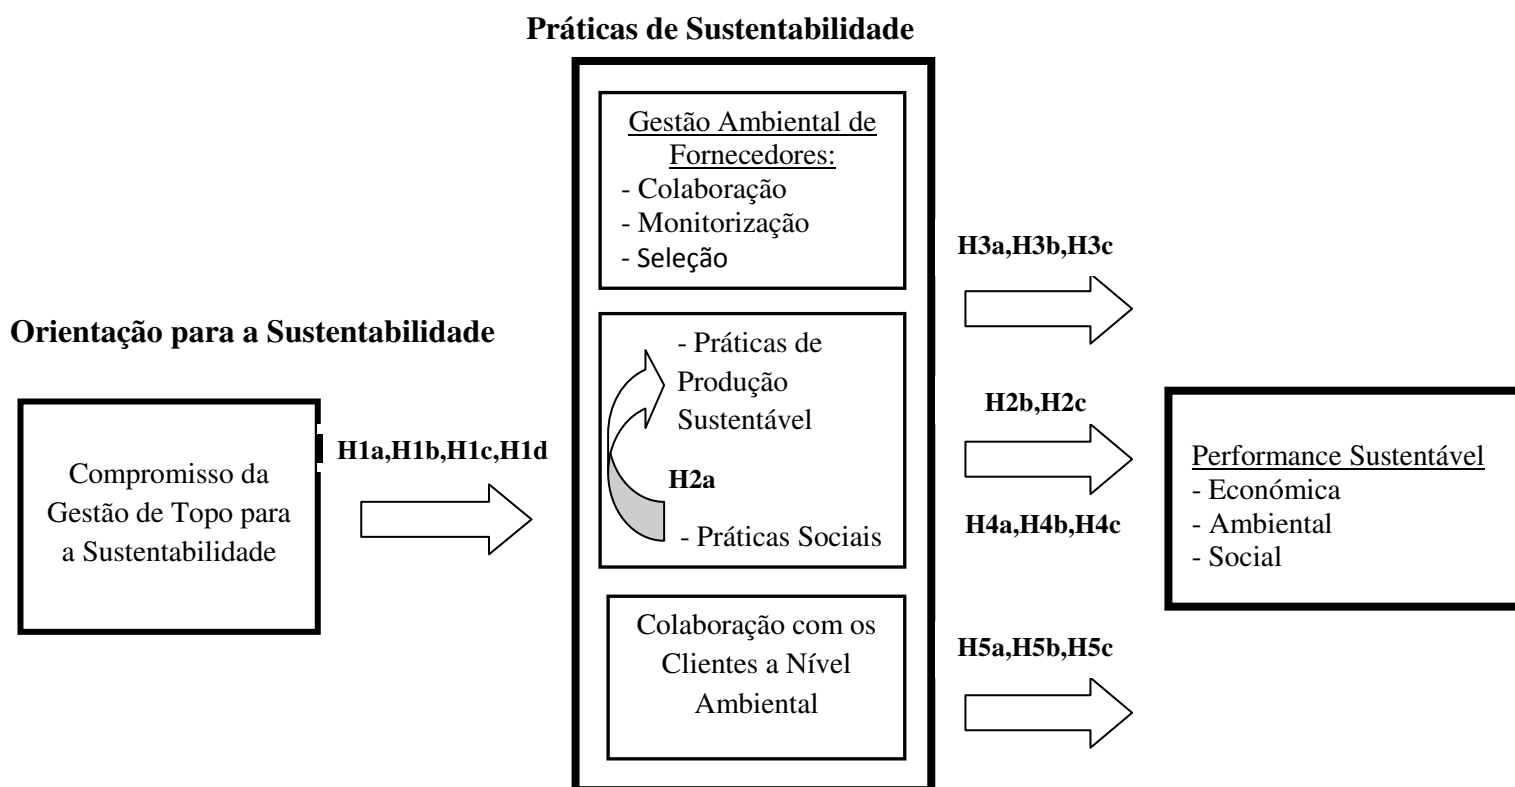 Práticas de Sustentabilidade
Orientação para a Sustentabilidade
Compromisso da
Gestão de Topo para
a Sustentabilidade
H1a,H1b,H1c,H1d
Gestão Ambiental de
Fornecedores:
- Colaboração
- Monitorização
- Seleção
- Práticas de
Produção
Sustentável
H2a
- Práticas Sociais
Colaboração com os
Clientes a Nível
Ambiental
H3a,H3b,H3c
H2b,H2c
H4a,H4b,H4c
H5a,H5b,H5c
Performance Sustentável
- Económica
- Ambiental
- Social